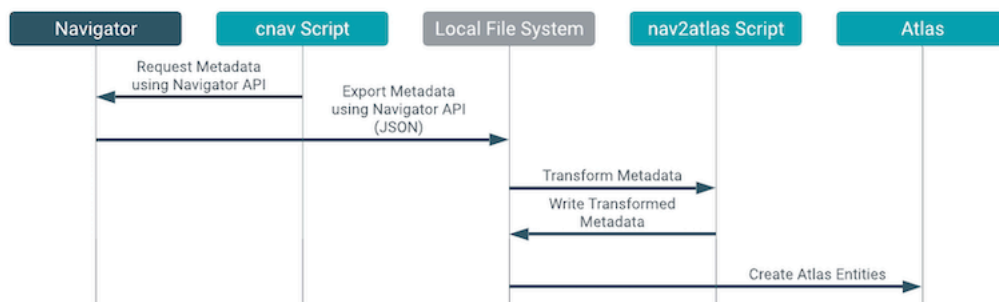 Navigator
cnav Script
Local File System
nav2atlas Script
Atlas
Request Metadata
using Navigator API
Export Metadata
using Navigator API
(JSON)
Transform Metadata
Write Transformed
Metadata
Create Atlas Entities